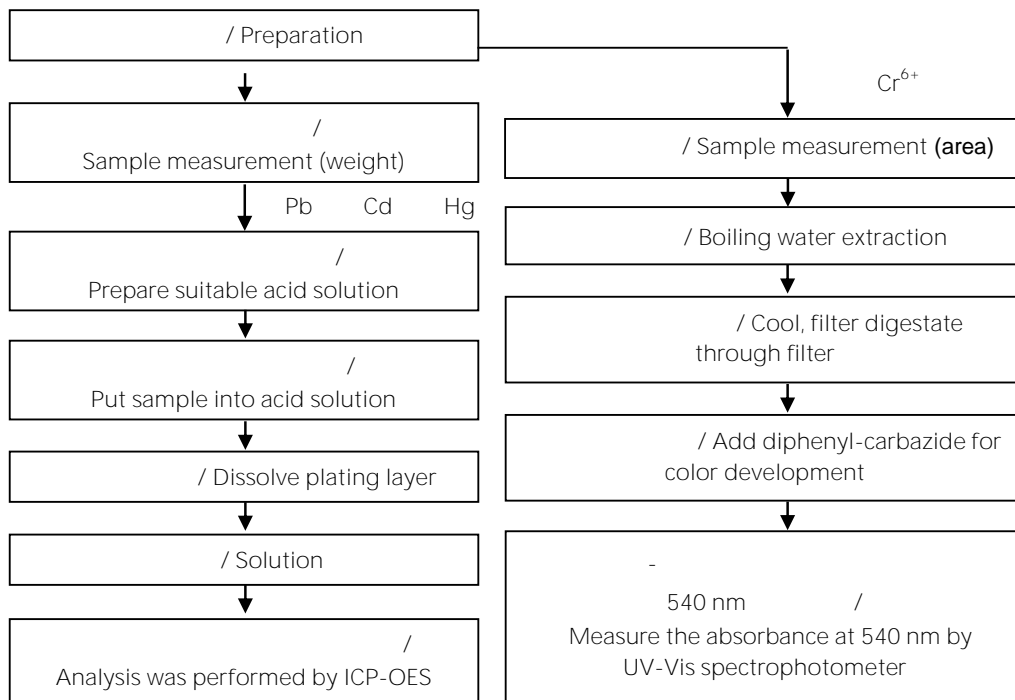 / Preparation
/
Sample measurement (weight)
Pb Cd Hg
/
Prepare suitable acid solution
/
Put sample into acid solution
/ Dissolve plating layer
/ Solution
/
Analysis was performed by ICP-OES
Cr6+
/ Sample measurement (area)
/ Boiling water extraction
/ Cool, filter digestate
through filter
/ Add diphenyl-carbazide for
color development
-
540 nm /
Measure the absorbance at 540 nm by
UV-Vis spectrophotometer